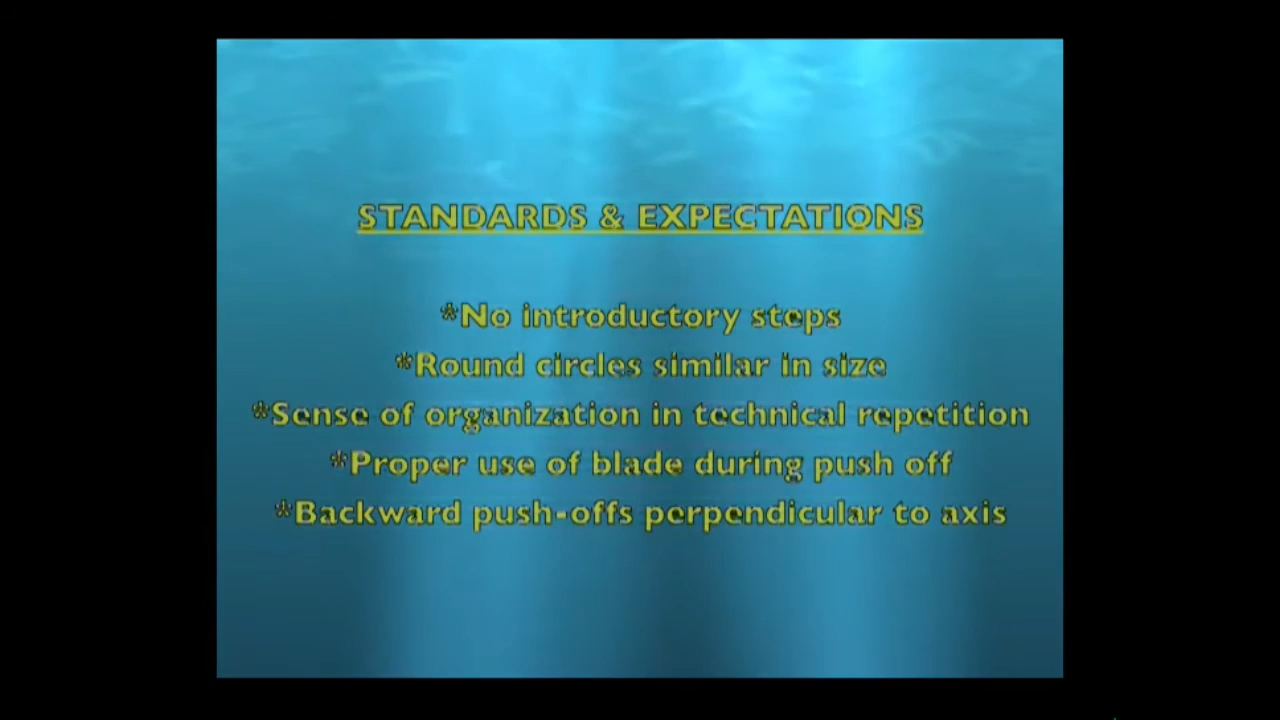 STANDARDS & EXPECTATIONS
*No introductory steps
*Round circles similar in size
*Sense of organization in technical repetition
*Proper use of blade during push off
*Backward push-offs perpendicular to axis